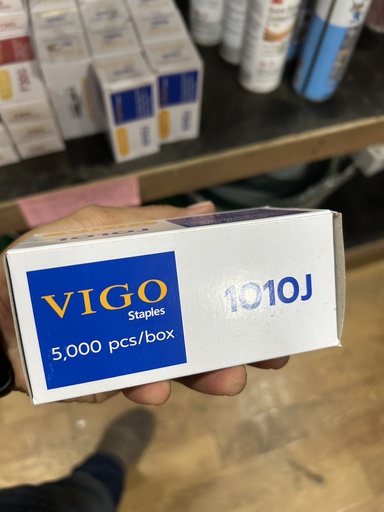 VIGO
Staples
5,000 pcs/box
1010J